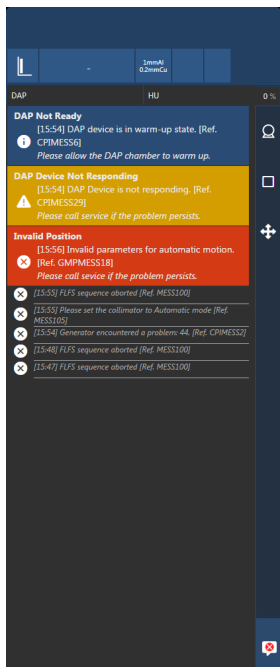 -
1mmAl
0.2mmCu
DAP
HU
0 %
DAP Not Ready
[15:54] DAP device is in warm-up state. [Ref.
CPIMESS6]
Please allow the DAP chamber to warm up.
DAP Device Not Responding
[15:54] DAP Device is not responding. [Ref.
CPIMESS29]
Please call service if the problem persists.
Invalid Position
[15:56] Invalid parameters for automatic motion.
[Ref. GMPMESS18]
Please call sevice if the problem persists.
[15:55] FLFS sequence aborted [Ref. MESS100]
[15:55] Please set the collimator to Automatic mode [Ref.
MESS105]
[15:54] Generator encountered a problem: 44. [Ref. CPIMESS2]
[15:48] FLFS sequence aborted [Ref. MESS100]
[15:47] FLFS sequence aborted [Ref. MESS100]